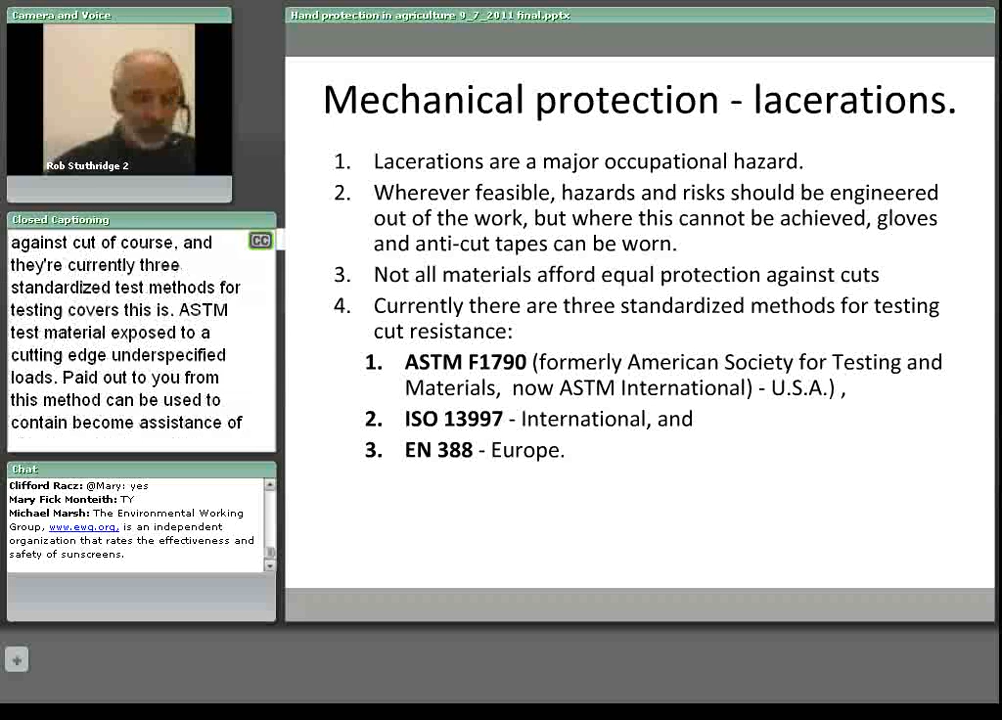 Camera and Voice
Rob Stuthridge 2
Closed Captioning
CC
against cut of course, and
they're currently three
standardized test methods for
testing covers this is. ASTM
test material exposed to a
cutting edge underspecified
loads. Paid out to you from
this method can be used to
contain become assistance of
Chat
Clifford Racz: @Mary: yes
Mary Fick Monteith: TY
Michael Marsh: The Environmental Working
Group, www.ewg.org, is an independent
organization that rates the effectiveness and
safety of sunscreens.
Hand protection in agriculture 9_7_2011 final.pptx
Mechanical protection - lacerations.
1. Lacerations are a major occupational hazard.
2. Wherever feasible, hazards and risks should be engineered
out of the work, but where this cannot be achieved, gloves
and anti-cut tapes can be worn.
3. Not all materials afford equal protection against cuts
4. Currently there are three standardized methods for testing
cut resistance:
1. ASTM F1790 (formerly American Society for Testing and
Materials, now ASTM International) - U.S.A.) ,
2. ISO 13997 - International, and
3. EN 388 - Europe.